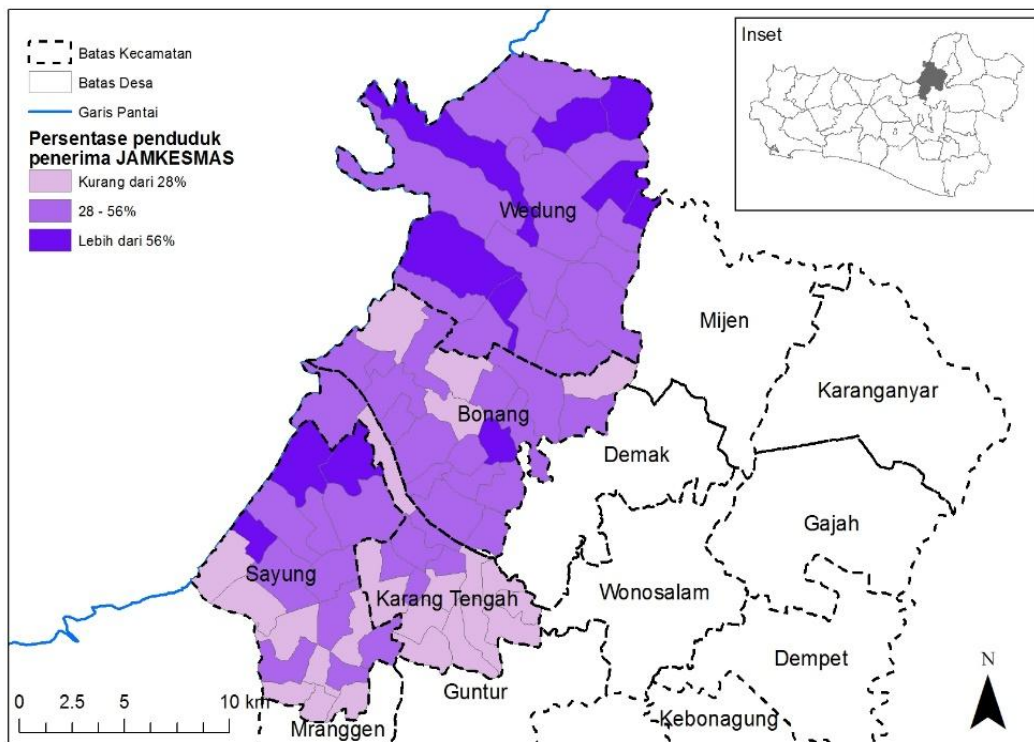 Batas Kecamatan
Batas Desa
Garis Pantai
Persentase penduduk
penerima JAMKESMAS
Kurang dari 28%
28 - 56%
Lebih dari 56%
Inset
Wedung
Mijen
Karanganyar
Bonang
Demak
Gajah
Sayung
Karang Tengah
Wonosalam
Dempet
Guntur
Kebonagung
Mranggen
0 2.5 5 10 km
N